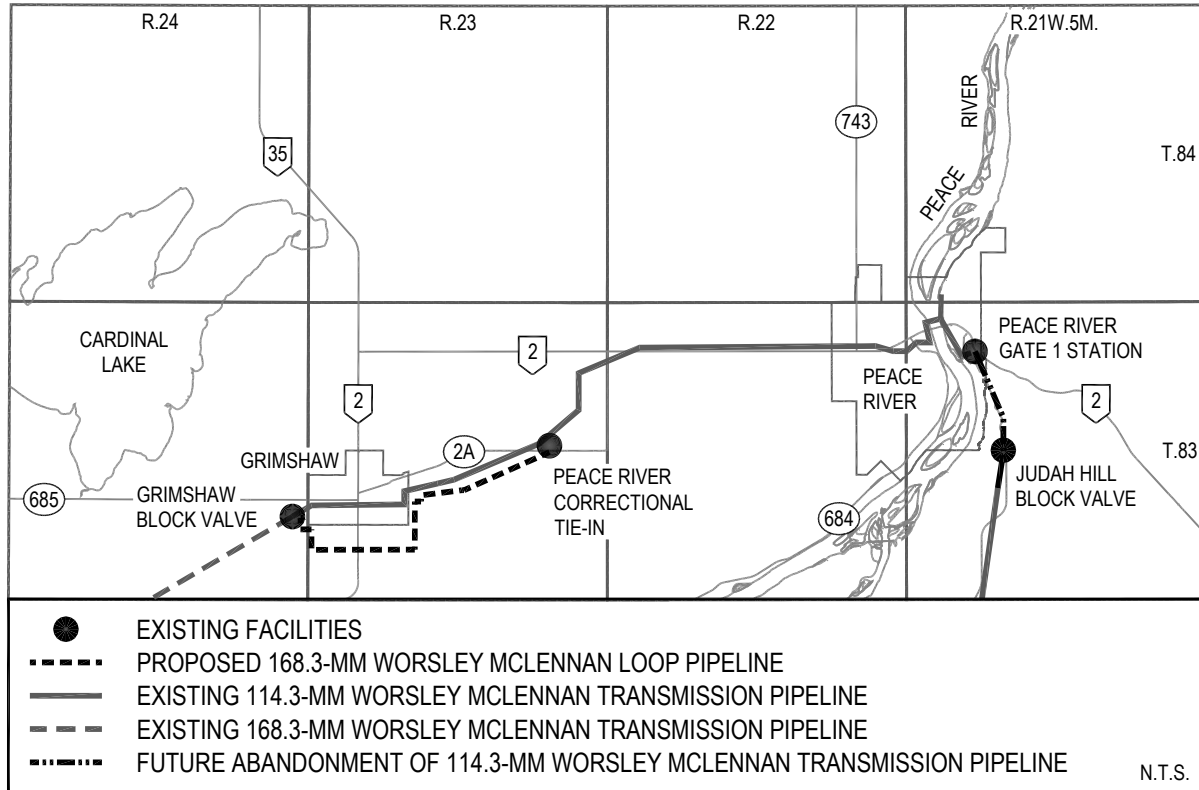 R.24
R.23
R.22
R.21W.5M.
35
743
RIVER
PEACE
T.84
CARDINAL
LAKE
2
2
PEACE RIVER
GATE 1 STATION
PEACE
RIVER
2
GRIMSHAW
2A
T.83
GRIMSHAW
BLOCK VALVE
685
PEACE RIVER
CORRECTIONAL
TIE-IN
684
JUDAH HILL
BLOCK VALVE
EXISTING FACILITIES
PROPOSED 168.3-MM WORSLEY MCLENNAN LOOP PIPELINE
EXISTING 114.3-MM WORSLEY MCLENNAN TRANSMISSION PIPELINE
EXISTING 168.3-MM WORSLEY MCLENNAN TRANSMISSION PIPELINE
FUTURE ABANDONMENT OF 114.3-MM WORSLEY MCLENNAN TRANSMISSION PIPELINE
N.T.S.